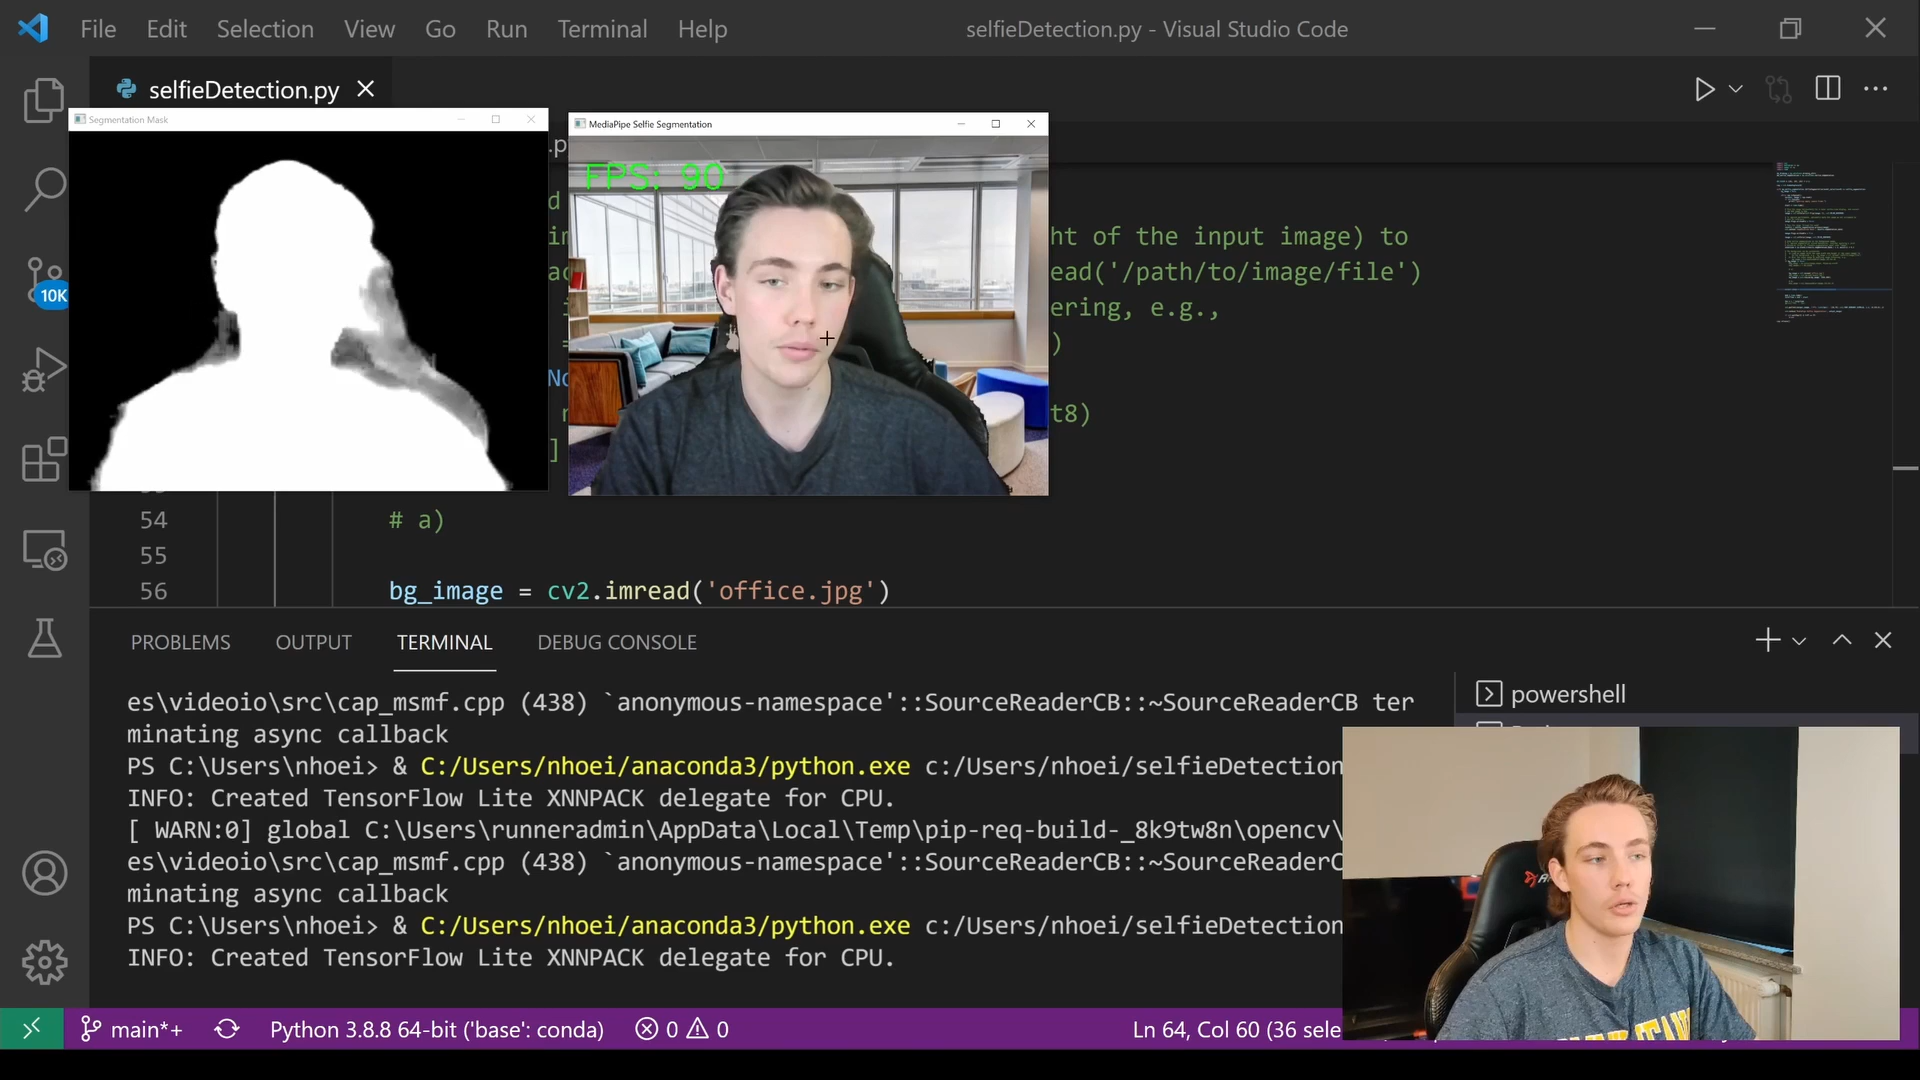 File Edit Selection View Go Run Terminal Help
selfieDetection.py - Visual Studio Code
selfieDetection.py
Segmentation Mask
MediaPipe Selfie Segmentation
FPS: 90
ht of the input image) to
ead('/path/to/image/file')
ering, e.g.,
)
t8)
]
54 # a)
55
56 bg_image = cv2.imread('office.jpg')
10K
PROBLEMS OUTPUT TERMINAL DEBUG CONSOLE
es\videoio\src\cap_msmf.cpp (438) `anonymous-namespace'::SourceReaderCB::~SourceReaderCB ter
minating async callback
PS C:\Users\nhoei> & C:/Users/nhoei/anaconda3/python.exe c:/Users/nhoei/selfieDetection
INFO: Created TensorFlow Lite XNNPACK delegate for CPU.
[ WARN:0] global C:\Users\runneradmin\AppData\Local\Temp\pip-req-build-_8k9tw8n\opencv\
es\videoio\src\cap_msmf.cpp (438) `anonymous-namespace'::SourceReaderCB::~SourceReaderC
minating async callback
PS C:\Users\nhoei> & C:/Users/nhoei/anaconda3/python.exe c:/Users/nhoei/selfieDetection
INFO: Created TensorFlow Lite XNNPACK delegate for CPU.
powershell
main*+ Python 3.8.8 64-bit ('base': conda) 0 0 Ln 64, Col 60 (36 sele